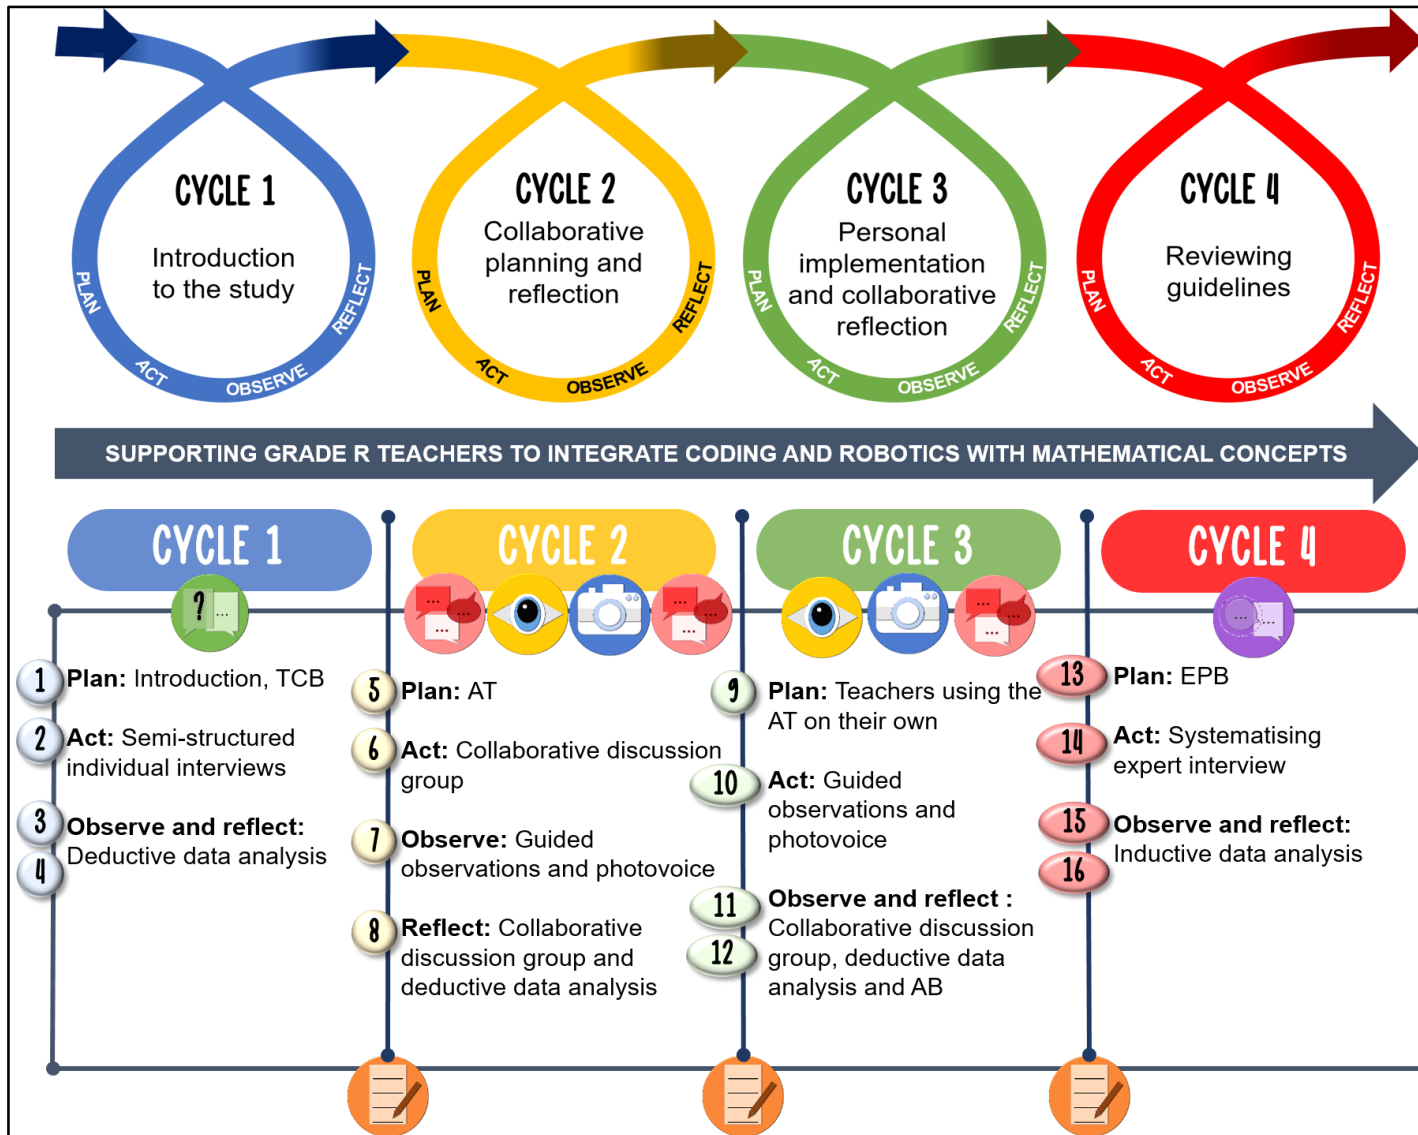 CYCLE 1
Introduction
to the study
PLAN
ACT
OBSERVE
REFLECT
CYCLE 2
Collaborative
planning and
reflection
PLAN
ACT
OBSERVE
REFLECT
CYCLE 3
Personal
implementation
and collaborative
reflection
PLAN
ACT
OBSERVE
REFLECT
CYCLE 4
Reviewing
guidelines
PLAN
ACT
OBSERVE
REFLECT
SUPPORTING GRADE R TEACHERS TO INTEGRATE CODING AND ROBOTICS WITH MATHEMATICAL CONCEPTS
CYCLE 1
?
...
1 Plan: Introduction, TCB
2 Act: Semi-structured
individual interviews
3 Observe and reflect:
4 Deductive data analysis
CYCLE 2
... ... ...
... ... ...
5 Plan: AT
6 Act: Collaborative discussion
group
7 Observe: Guided
observations and photovoice
8 Reflect: Collaborative
discussion group and
deductive data analysis
CYCLE 3
... ... ...
9 Plan: Teachers using the
AT on their own
10 Act: Guided
observations and
photovoice
11 Observe and reflect :
Collaborative discussion
12 group, deductive data
analysis and AB
CYCLE 4
... ...
13 Plan: EPB
14 Act: Systematising
expert interview
15 Observe and reflect:
16 Inductive data analysis